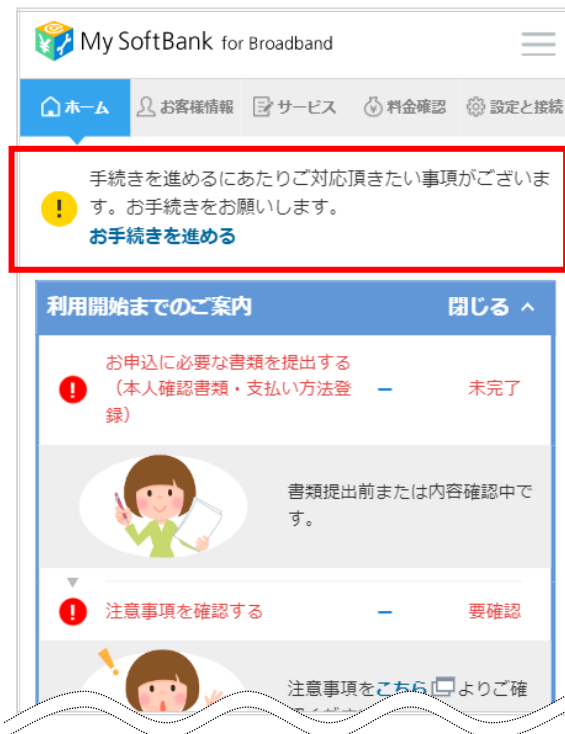 My SoftBank for Broadband
ホーム お客様情報 サービス 料金確認 設定と接続
手続きを進めるにあたりご対応頂きたい事項がございま
す。お手続きをお願いします。
お手続きを進める
利用開始までのご案内 閉じる
お申込に必要な書類を提出する
（本人確認書類・支払い方法登
録）
未完了
書類提出前または内容確認中で
す。
注意事項を確認する 要確認
注意事項をこちらよりご確